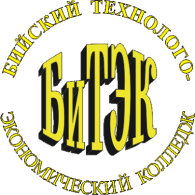 БИЙСКИЙ ТЕХНОЛОГО-
БиТЭК
ЭКОНОМИЧЕСКИЙ КОЛЛЕДЖ